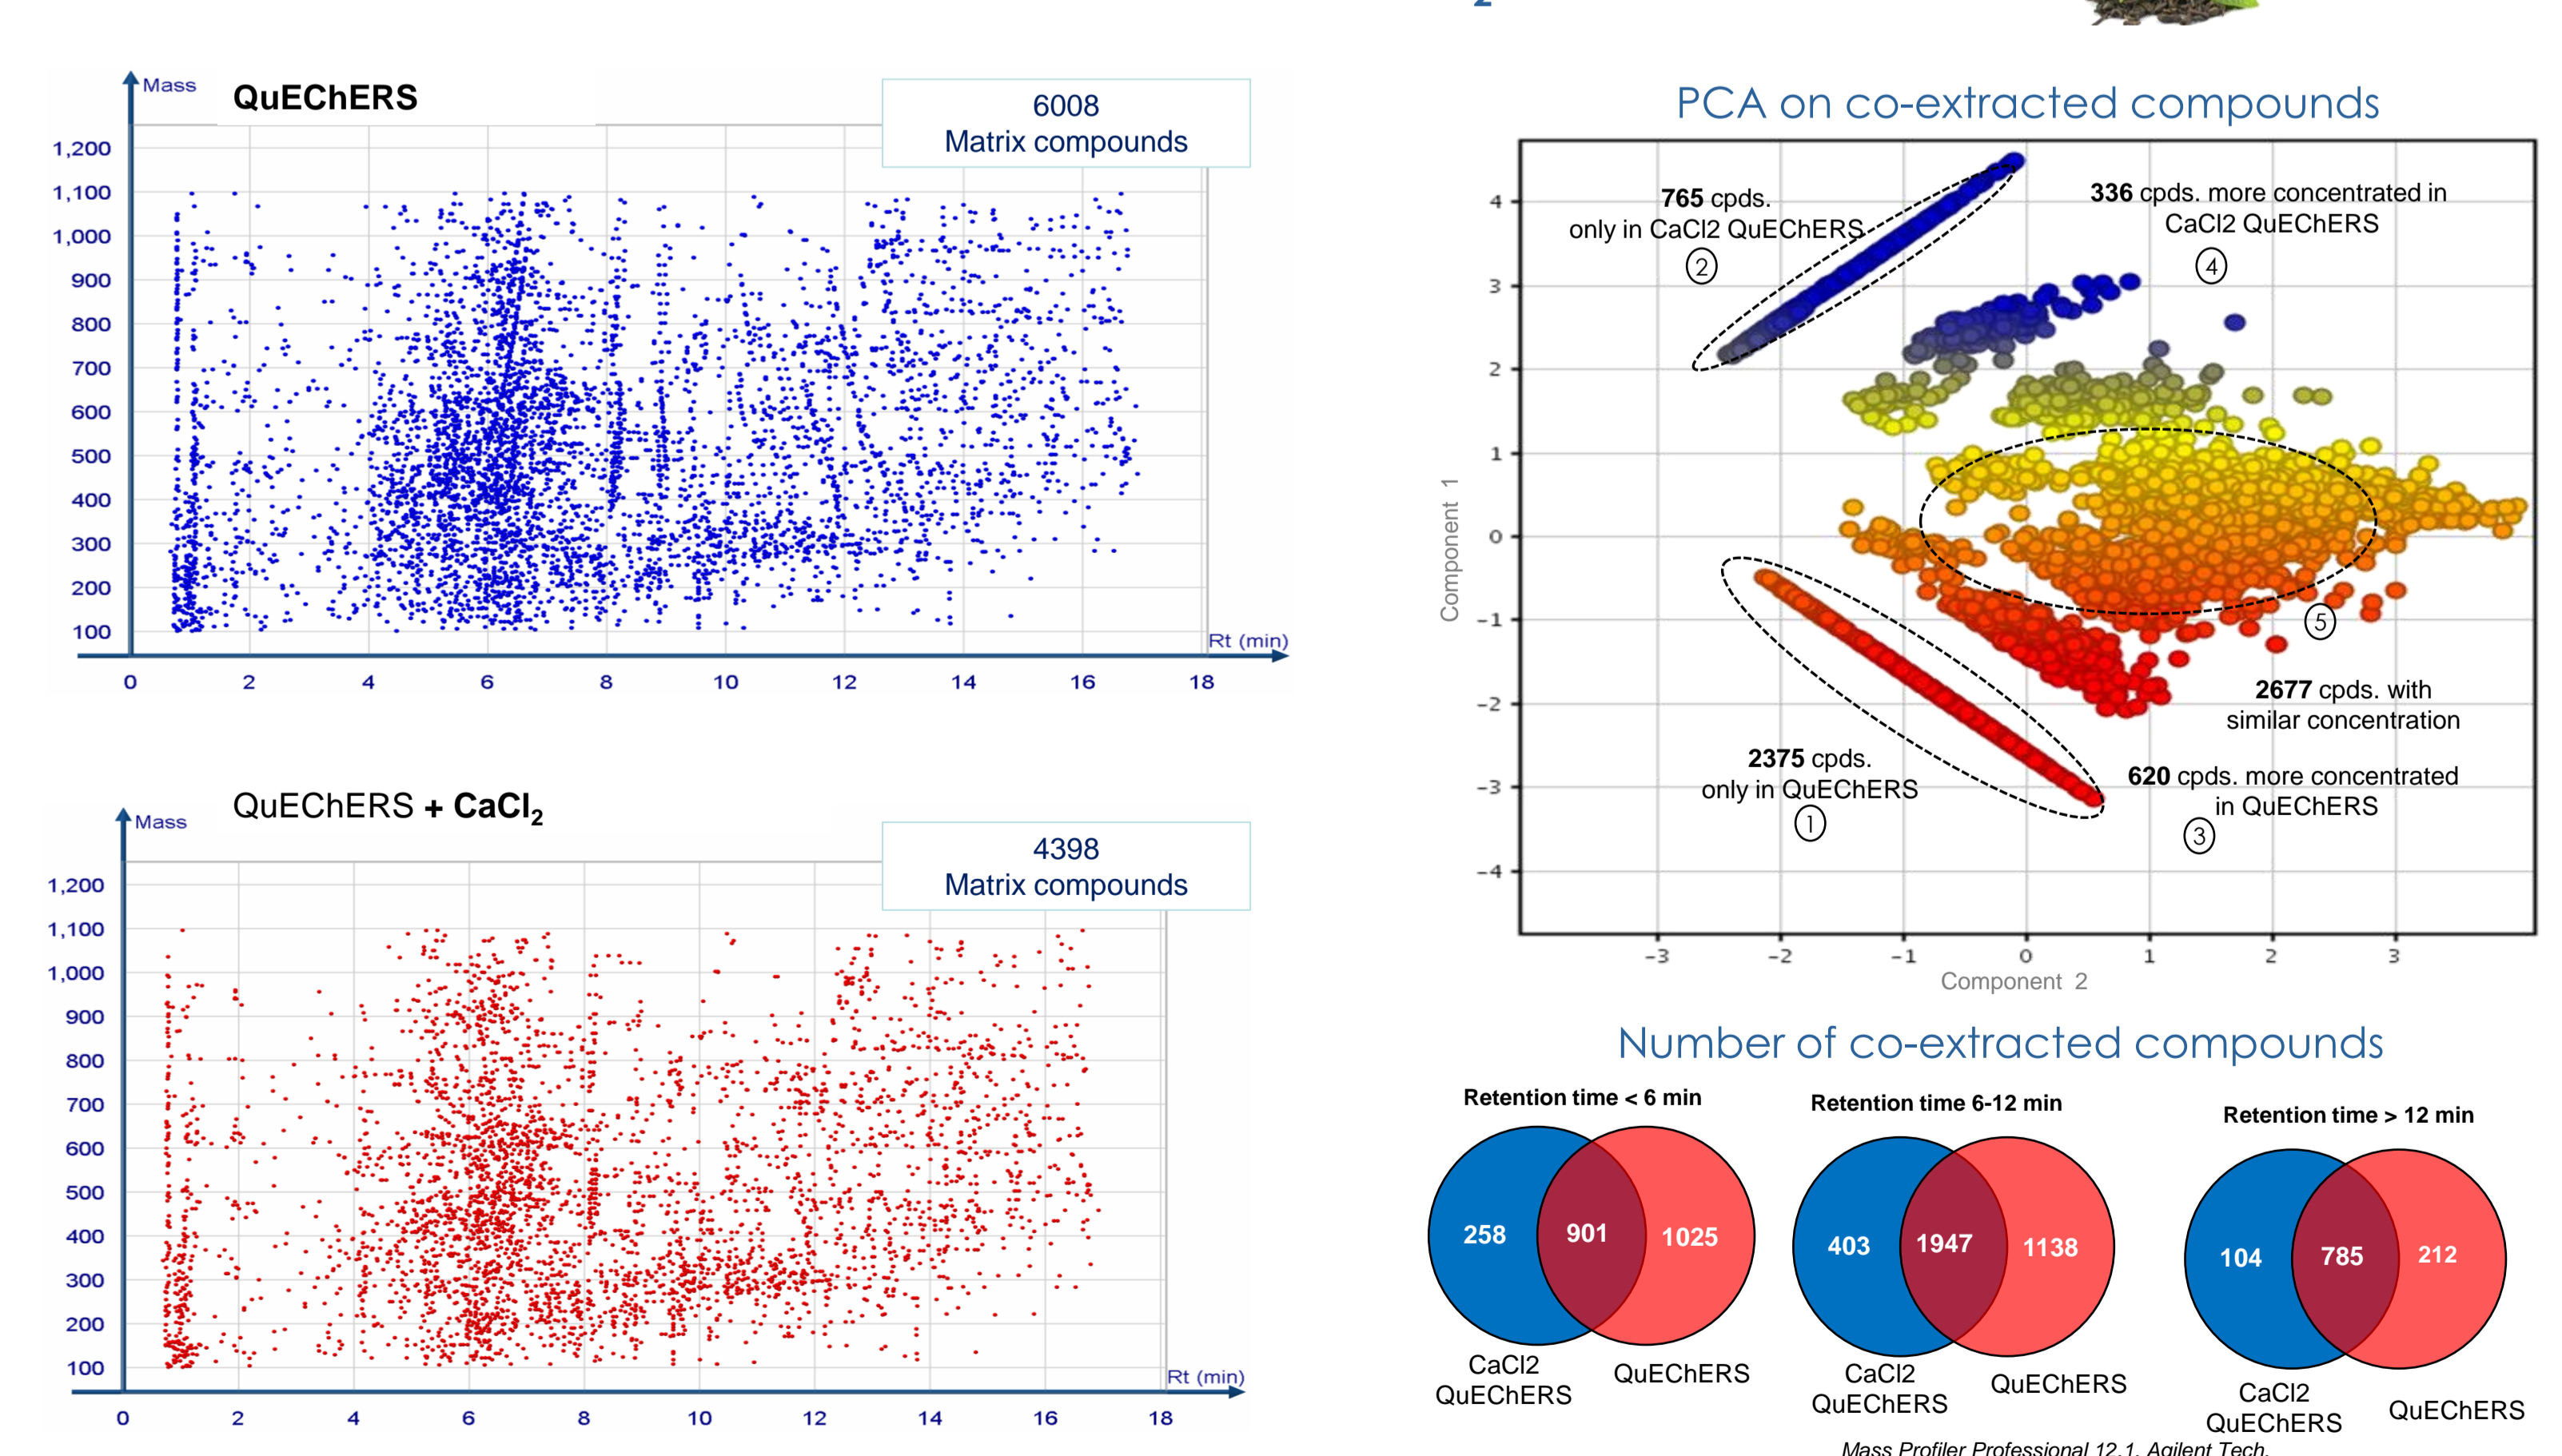 2
Mass
QuEChERS
6008
Matrix compounds
1,200
1,100
1,000
900
800
700
600
500
400
300
200
100
Rt (min)
0 2 4 6 8 10 12 14 16 18
QuEChERS + CaCl2
Mass
4398
Matrix compounds
1,200
1,100
1,000
900
800
700
600
500
400
300
200
100
Rt (min)
0 2 4 6 8 10 12 14 16 18
PCA on co-extracted compounds
765 cpds.
only in CaCl2 QuEChERS
2
336 cpds. more concentrated in
CaCl2 QuEChERS
4
4
3
2
1
0
-1
-2
-3
-4
Component 1
5
2677 cpds. with
similar concentration
2375 cpds.
only in QuEChERS
1
620 cpds. more concentrated
in QuEChERS
3
-3 -2 -1 0 1 2 3
Component 2
Number of co-extracted compounds
Retention time < 6 min
258 901 1025
CaCl2
QuEChERS
QuEChERS
Retention time 6-12 min
403 1947 1138
CaCl2
QuEChERS
QuEChERS
Retention time > 12 min
104 785 212
CaCl2
QuEChERS
QuEChERS
Mass Profiler Professional 12.1, Agilent Tech.